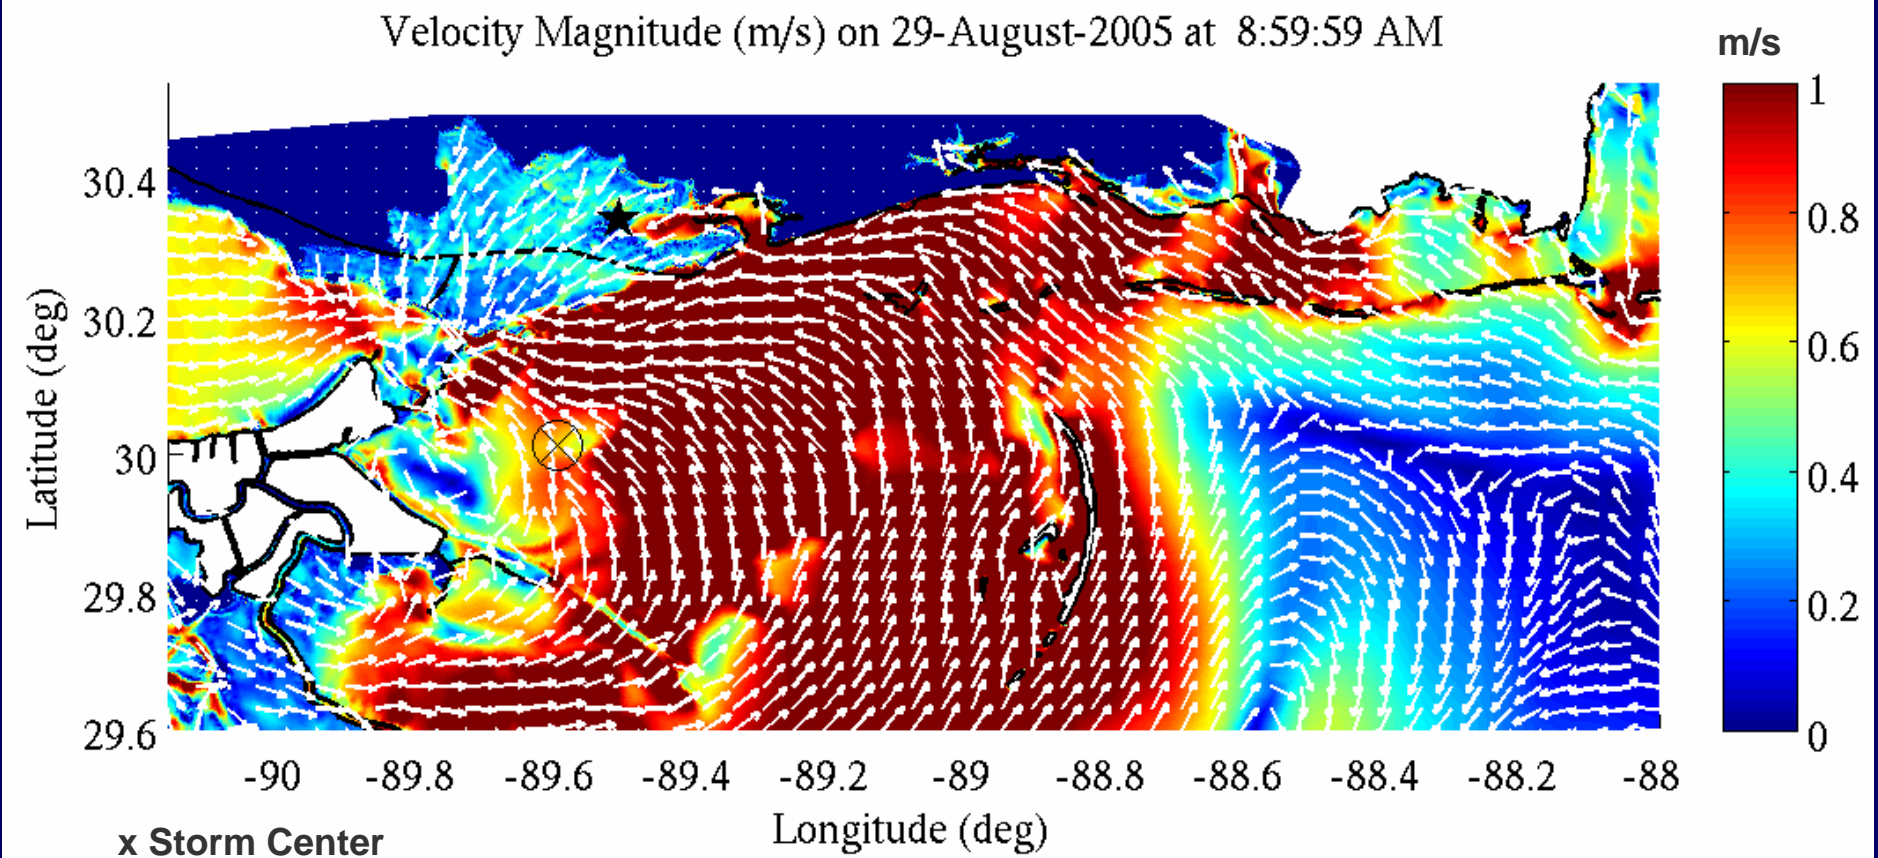 Velocity Magnitude (m/s) on 29-August-2005 at 8:59:59 AM
m/s
1
0.8
0.6
0.4
0.2
0
Latitude (deg)
30.4
30.2
30
29.8
29.6
-90 -89.8 -89.6 -89.4 -89.2 -89 -88.8 -88.6 -88.4 -88.2 -88
Longitude (deg)
x Storm Center